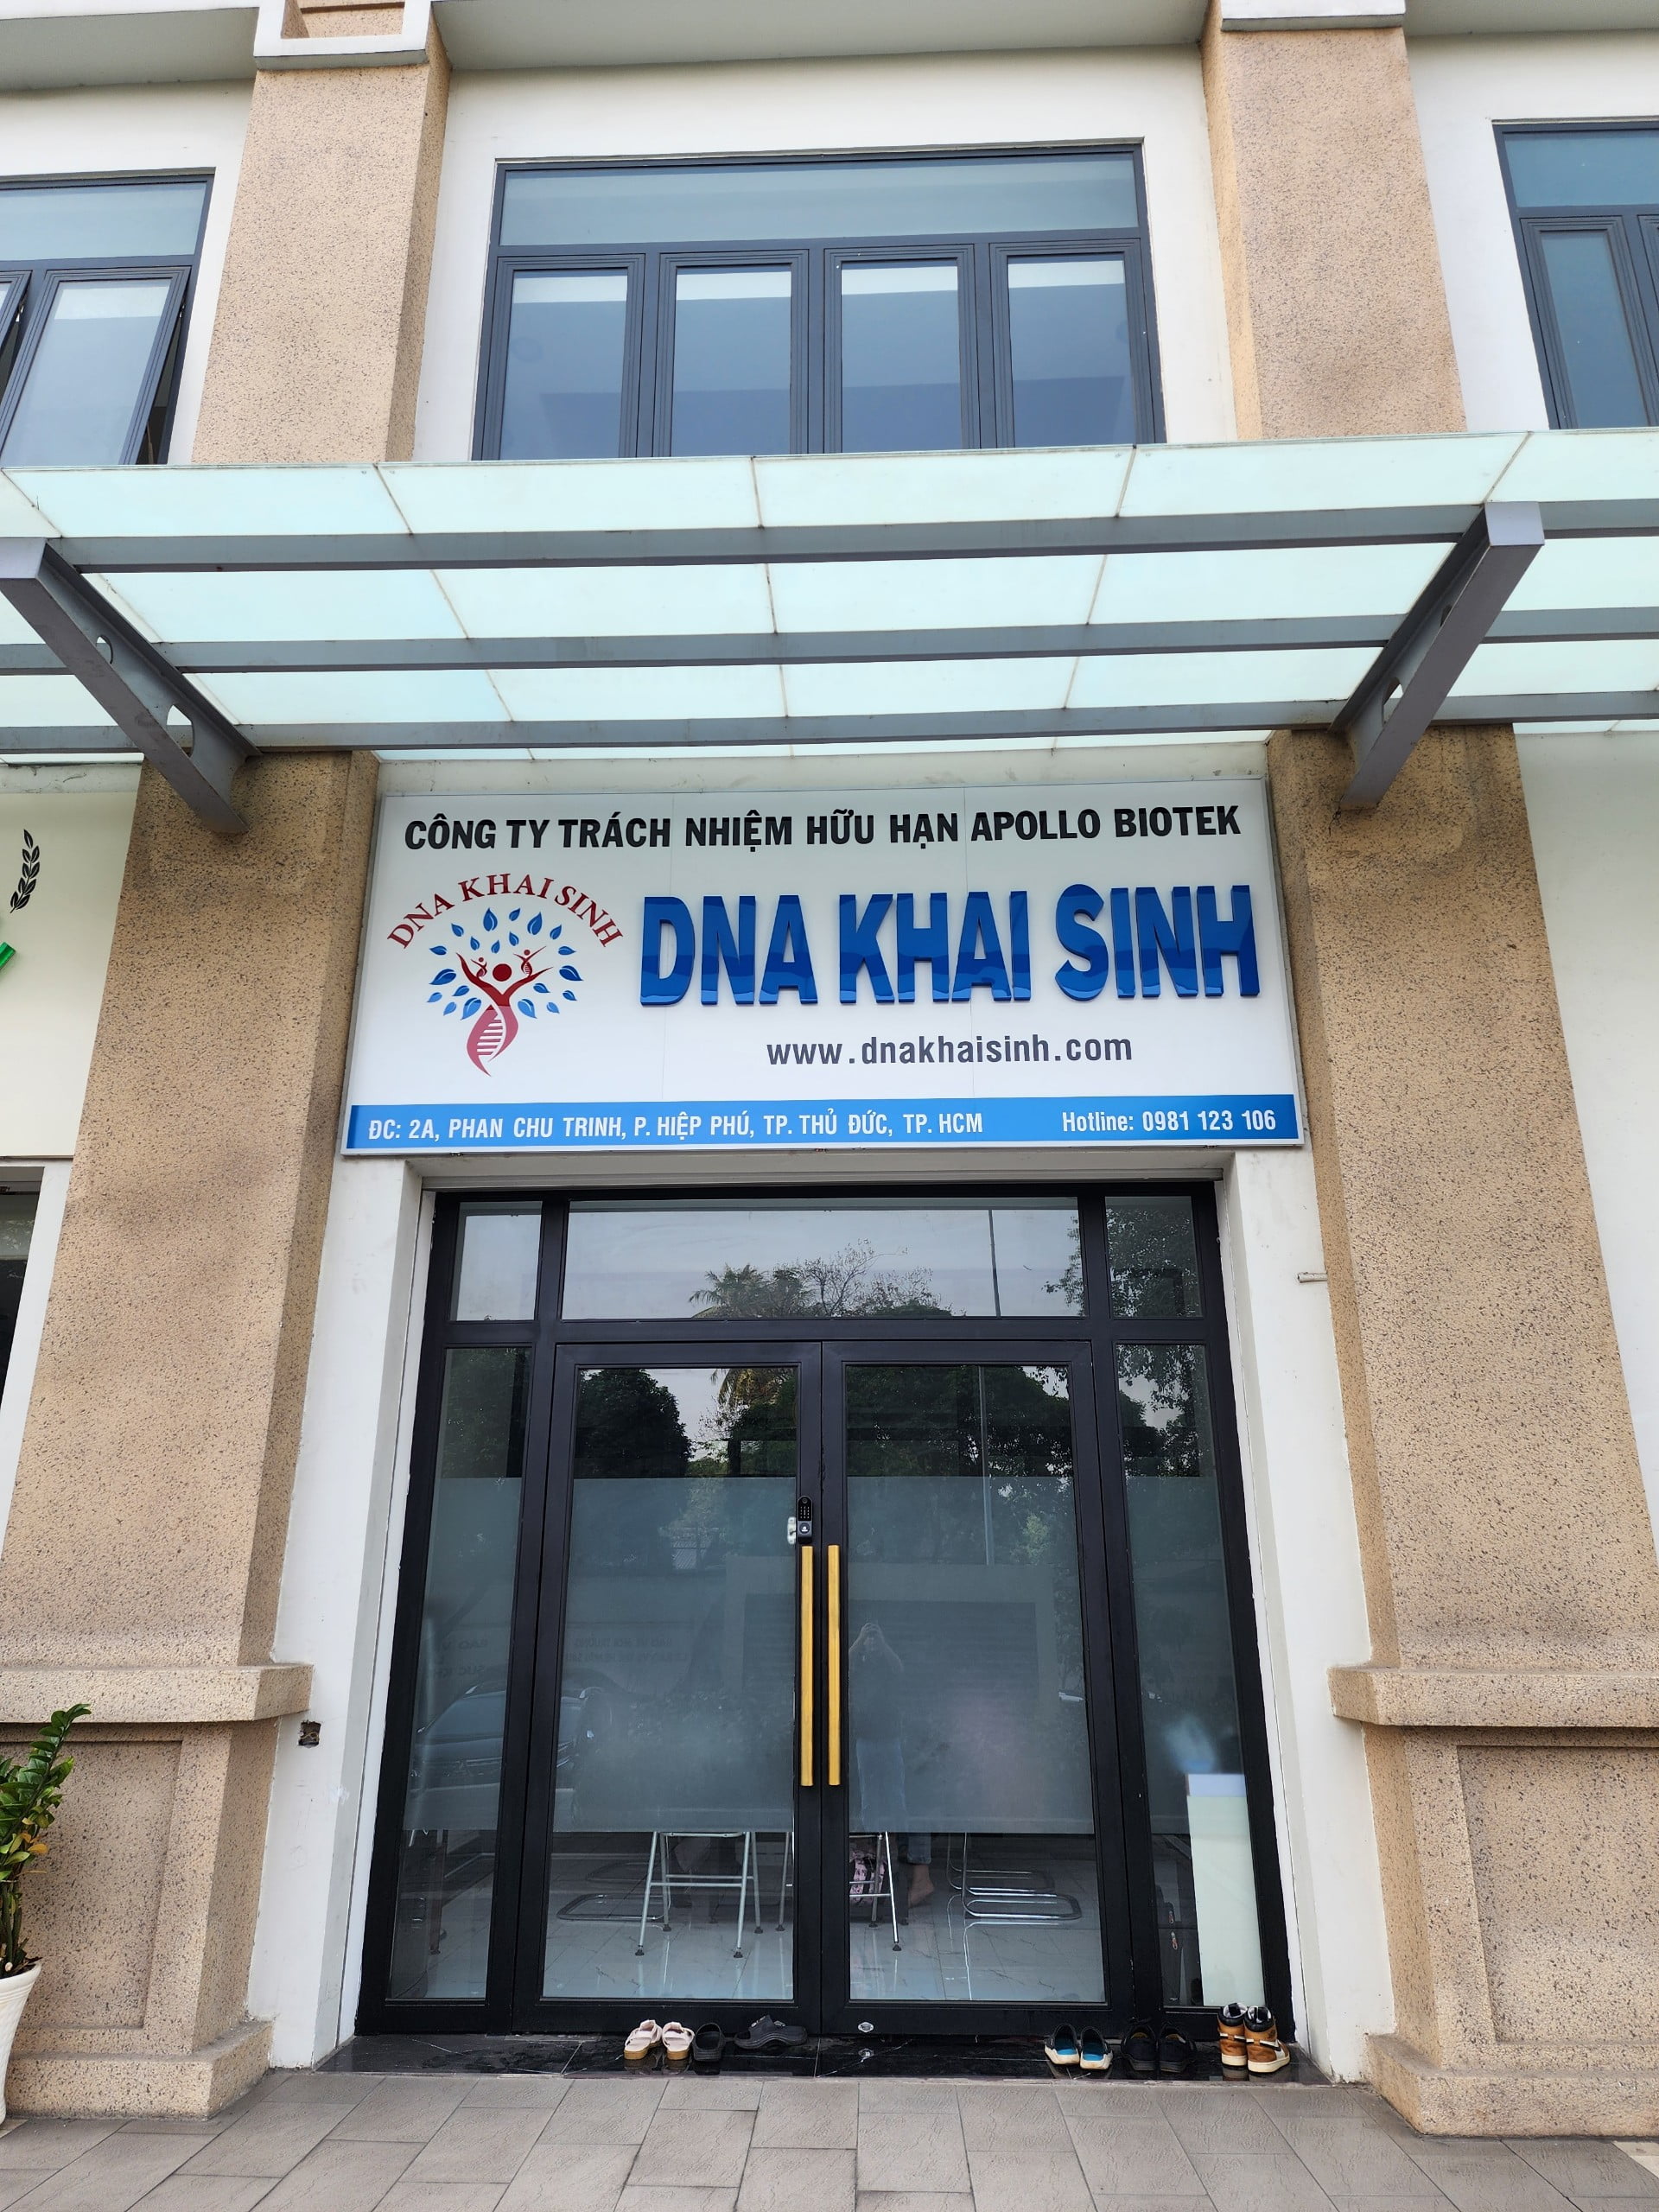 CÔNG TY TRÁCH NHIỆM HỮU HẠN APOLLO BIOTEK
DNA KHAI SINH
DNA KHAI SINH
www.dnakhaisinh.com
ĐC: 2A, PHAN CHU TRINH, P. HIỆP PHÚ, TP. THỦ ĐỨC, TP. HCM
Hotline: 0981 123 106